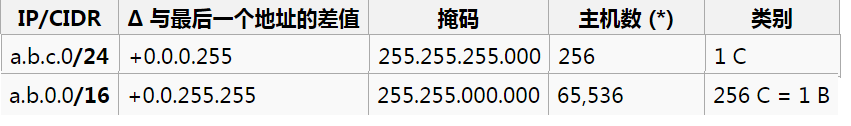 IP/CIDR Δ 与最后一个地址的差值 掩码 主机数 (*) 类别
a.b.c.0/24 +0.0.0.255 255.255.255.000 256 1 C
a.b.0.0/16 +0.0.255.255 255.255.000.000 65,536 256 C = 1 B